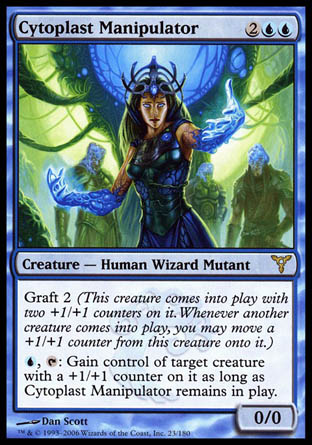 Cytoplast Manipulator 2
Creature — Human Wizard Mutant
Graft 2 (This creature comes into play with
two +1/+1 counters on it. Whenever another
creature comes into play, you may move a
+1/+1 counter from this creature onto it.)
, : Gain control of target creature
with a +1/+1 counter on it as long as
Cytoplast Manipulator remains in play.
0/0
Dan Scott
™ & © 1993–2006 Wizards of the Coast, Inc. 23/180